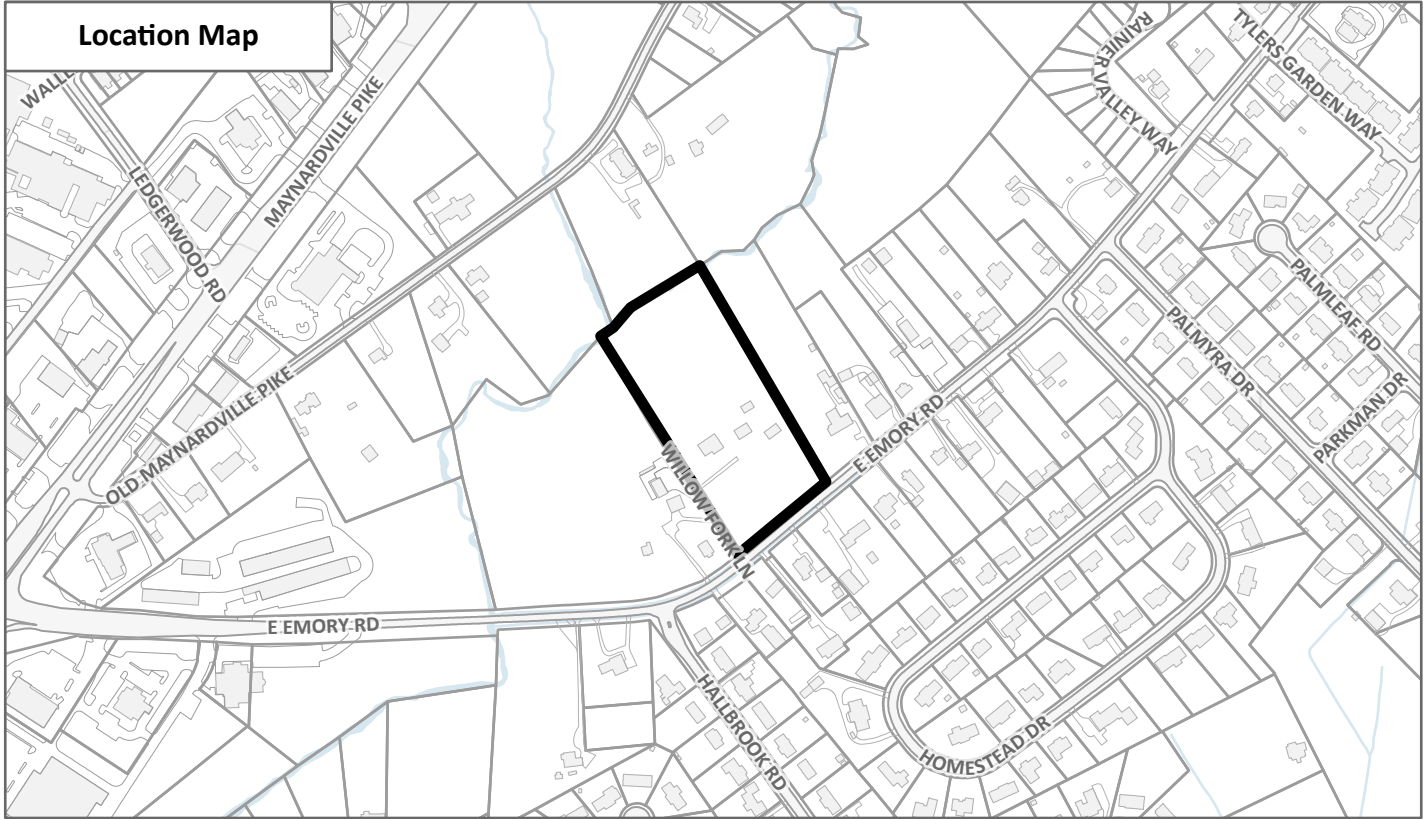 Location Map
WALLE
MAYNARDVILLE PIKE
LEDGERWOOD RD
OLD MAYNARDVILLE PIKE
RAINIER VALLEY WAY
TYLERS GARDEN WAY
PALMLEAF RD
PALMYRA DR
PARKMAN DR
E EMORY RD
WILLOW FORK LN
E EMORY RD
HALLBROOK RD
HOMESTEAD DR